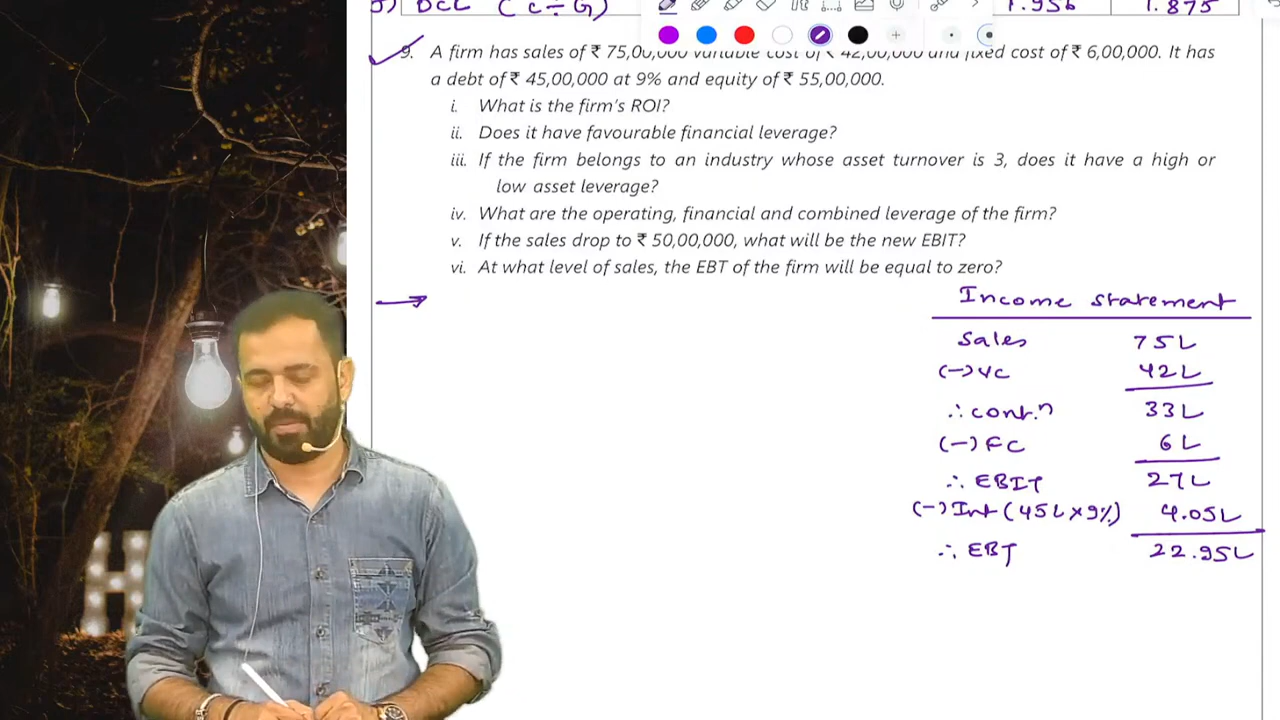 DCL (C÷G) 1.956 1.875
9. A firm has sales of ₹ 75,00,000 variable cost of ₹ 42,00,000 and fixed cost of ₹ 6,00,000. It has
a debt of ₹ 45,00,000 at 9% and equity of ₹ 55,00,000.
i. What is the firm's ROI?
ii. Does it have favourable financial leverage?
iii. If the firm belongs to an industry whose asset turnover is 3, does it have a high or
low asset leverage?
iv. What are the operating, financial and combined leverage of the firm?
v. If the sales drop to ₹ 50,00,000, what will be the new EBIT?
vi. At what level of sales, the EBT of the firm will be equal to zero?
Income statement
Sales 75L
(-) VC 42L
∴ Cont.n 33L
(-) FC 6L
∴ EBIT 27L
(-) Int (45L x 9%) 4.05L
∴ EBT 22.95L
H